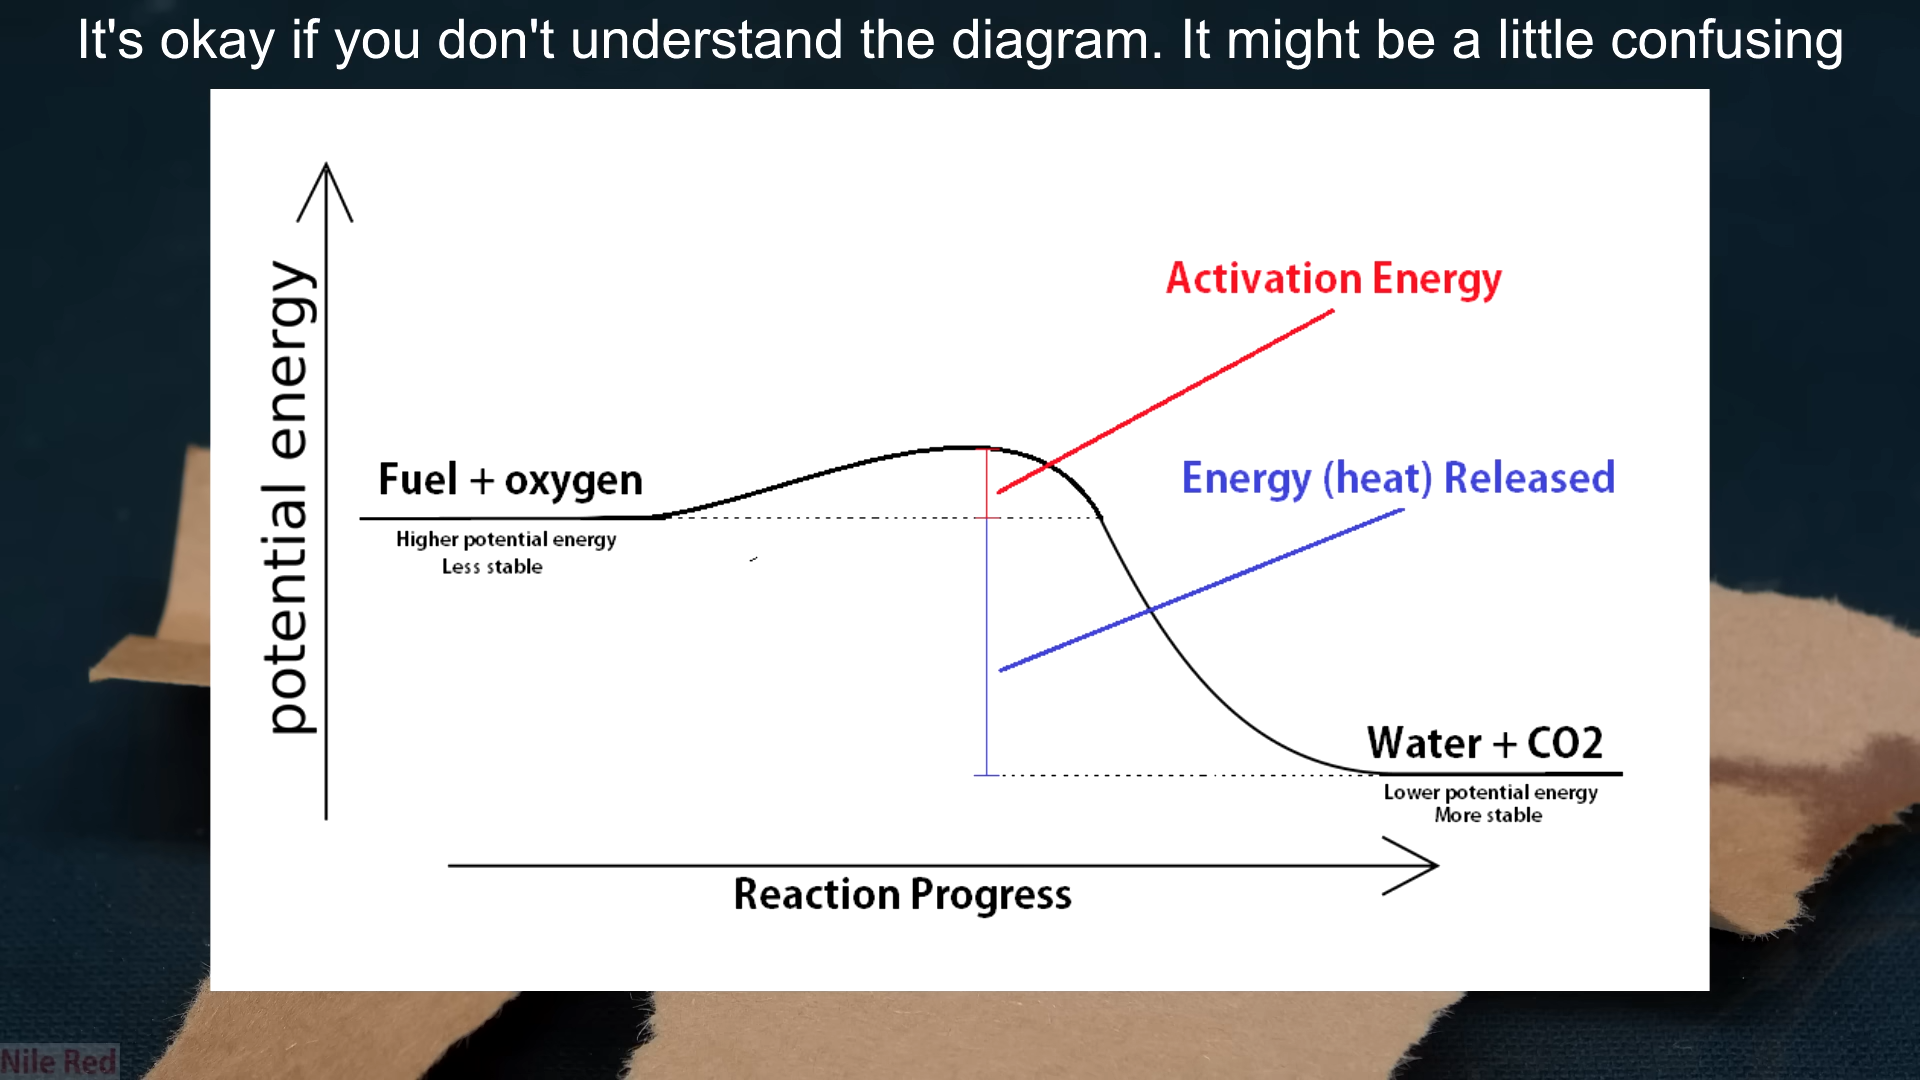 It's okay if you don't understand the diagram. It might be a little confusing
potential energy
Activation Energy
Fuel + oxygen
Energy (heat) Released
Higher potential energy
Less stable
Water + CO2
Lower potential energy
More stable
Reaction Progress
Nile Red